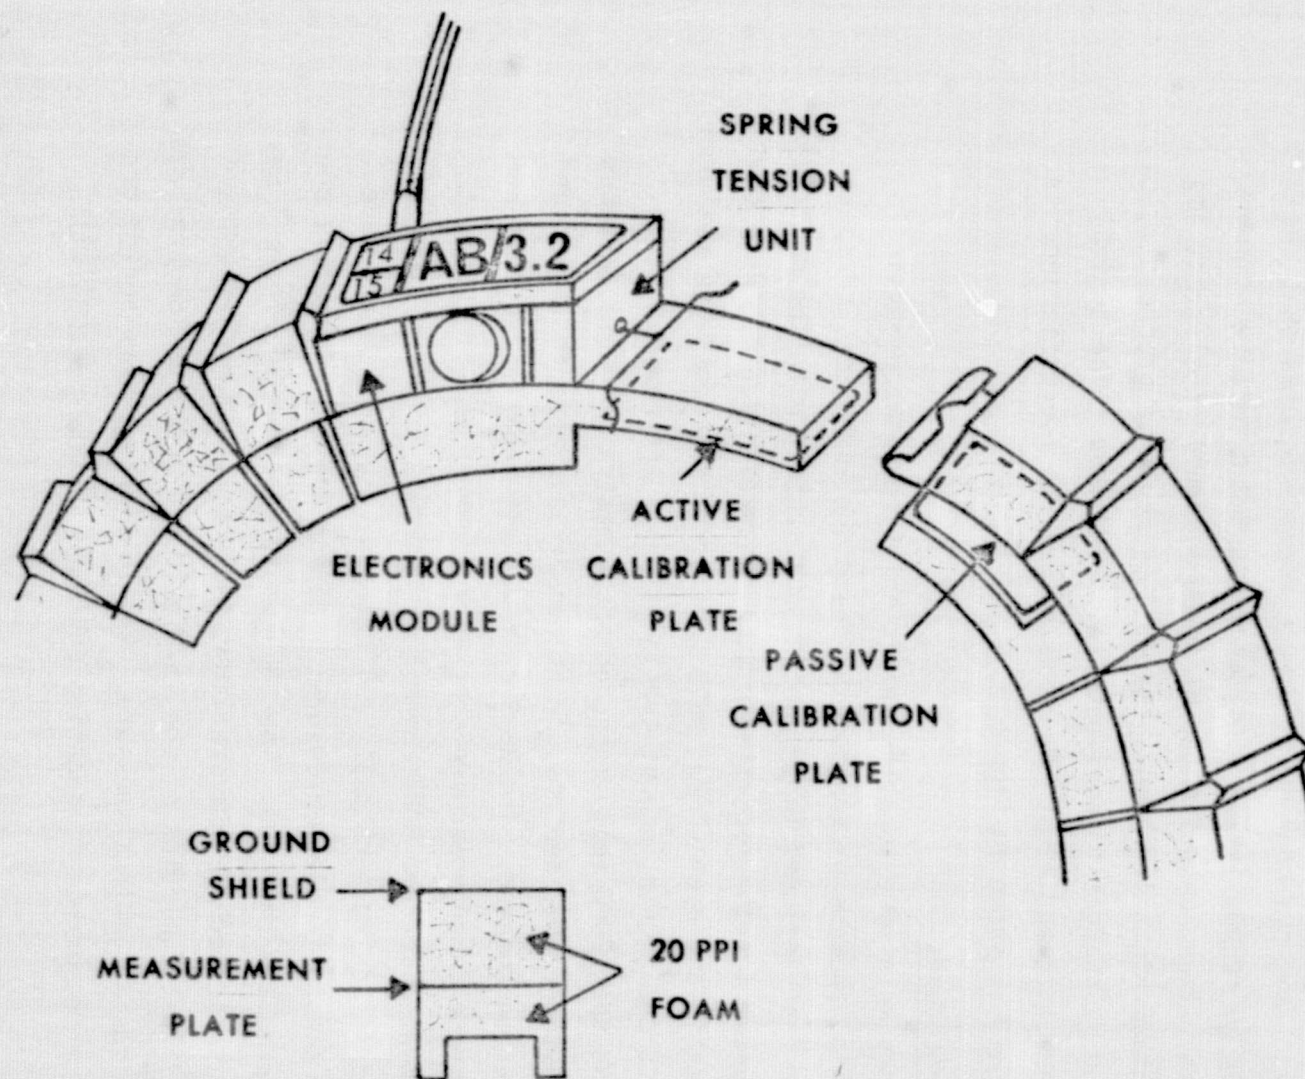 SPRING
TENSION
UNIT
14
15
AB
3.2
ACTIVE
CALIBRATION
PLATE
ELECTRONICS
MODULE
PASSIVE
CALIBRATION
PLATE
GROUND
SHIELD
MEASUREMENT
PLATE
20 PPI
FOAM